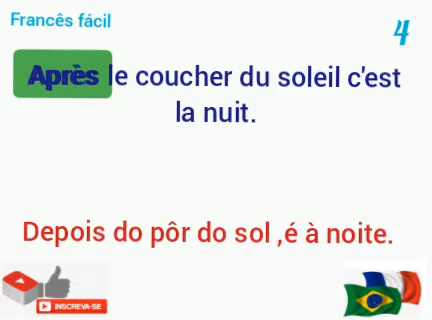 Francês fácil
4
Après le coucher du soleil c'est
la nuit.
Depois do pôr do sol ,é à noite.
INSCREVA-SE